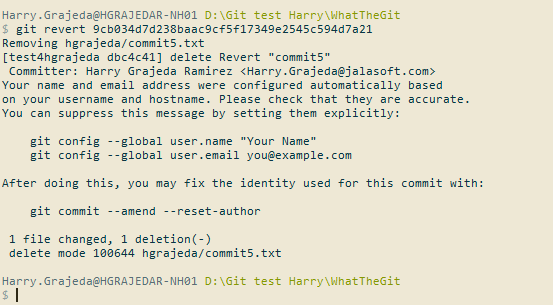 Harry.Grajeda@HGRAJEDAR-NH01 D:\Git test Harry\WhatTheGit
$ git revert 9cb034d7d238baac9cf5f17349e2545c594d7a21
Removing hgrajeda/commit5.txt
[test4hgrajeda dbc4c41] delete Revert "commit5"
Committer: Harry Grajeda Ramirez <Harry.Grajeda@jalasoft.com>
Your name and email address were configured automatically based
on your username and hostname. Please check that they are accurate.
You can suppress this message by setting them explicitly:
git config --global user.name "Your Name"
git config --global user.email you@example.com
After doing this, you may fix the identity used for this commit with:
git commit --amend --reset-author
1 file changed, 1 deletion(-)
delete mode 100644 hgrajeda/commit5.txt
Harry.Grajeda@HGRAJEDAR-NH01 D:\Git test Harry\WhatTheGit
$